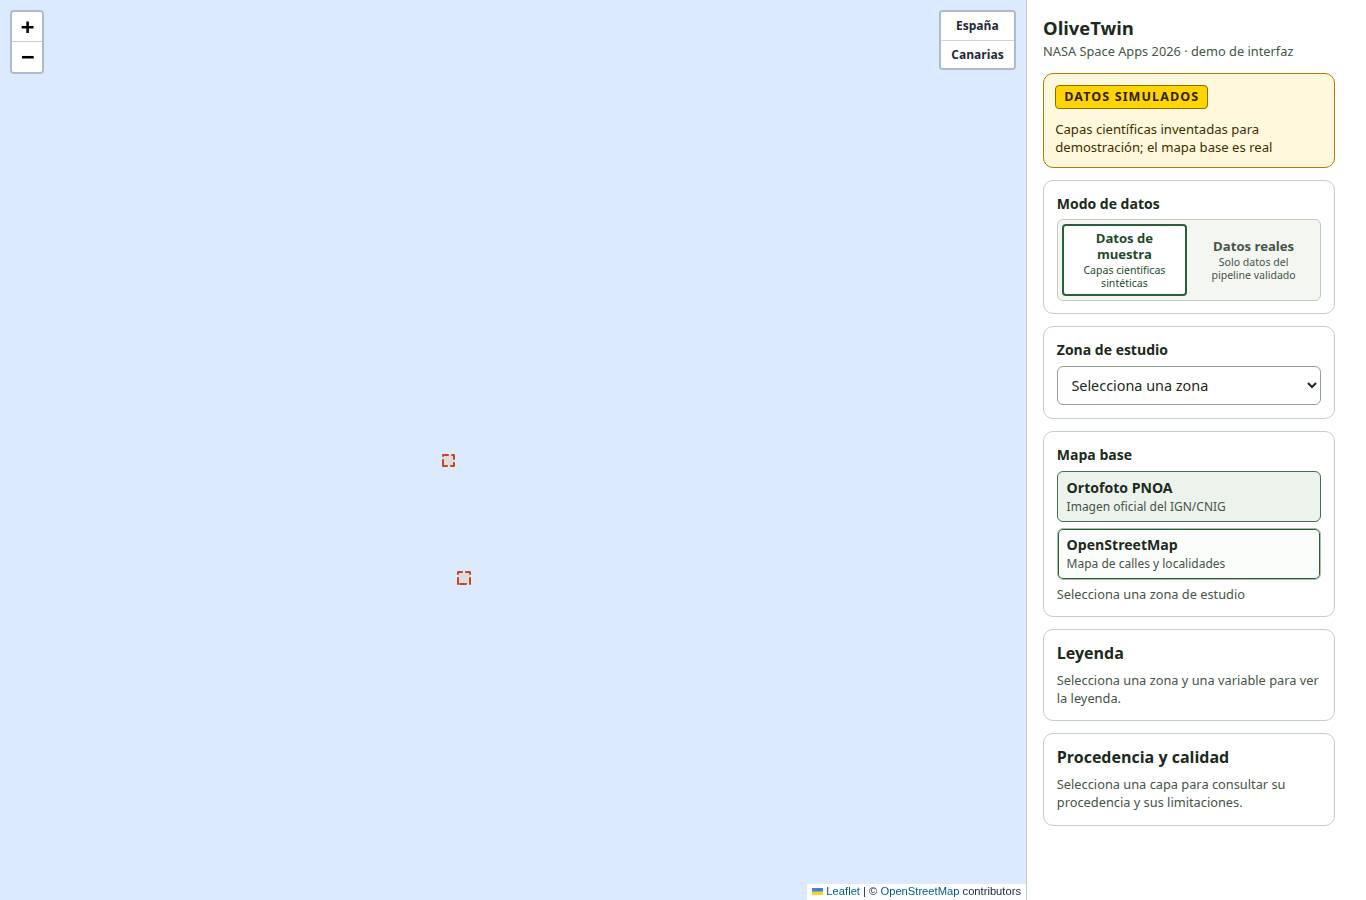 +
−
España
Canarias
Leaflet | © OpenStreetMap contributors
OliveTwin
NASA Space Apps 2026 · demo de interfaz
DATOS SIMULADOS
Capas científicas inventadas para
demostración; el mapa base es real
Modo de datos
Datos de
muestra
Capas científicas
sintéticas
Datos reales
Solo datos del
pipeline validado
Zona de estudio
Selecciona una zona
Mapa base
Ortofoto PNOA
Imagen oficial del IGN/CNIG
OpenStreetMap
Mapa de calles y localidades
Selecciona una zona de estudio
Leyenda
Selecciona una zona y una variable para ver
la leyenda.
Procedencia y calidad
Selecciona una capa para consultar su
procedencia y sus limitaciones.